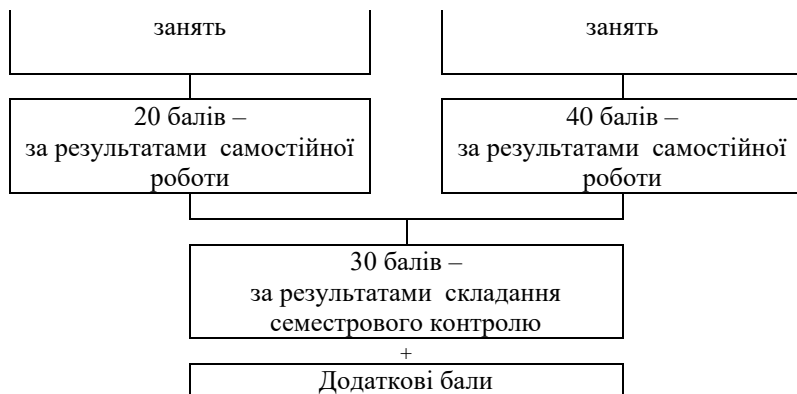 занять
занять
20 балів –
за результатами самостійної
роботи
40 балів –
за результатами самостійної
роботи
30 балів –
за результатами складання
семестрового контролю
+
Додаткові бали